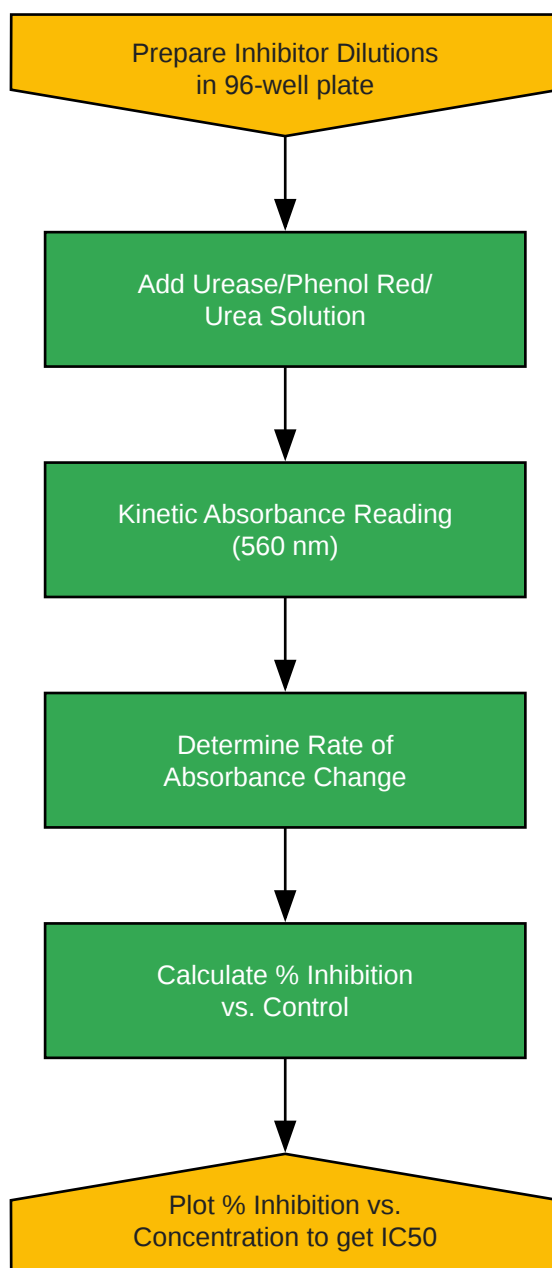 Prepare Inhibitor Dilutions
in 96-well plate
Add Urease/Phenol Red/
Urea Solution
Kinetic Absorbance Reading
(560 nm)
Determine Rate of
Absorbance Change
Calculate % Inhibition
vs. Control
Plot % Inhibition vs.
Concentration to get IC50